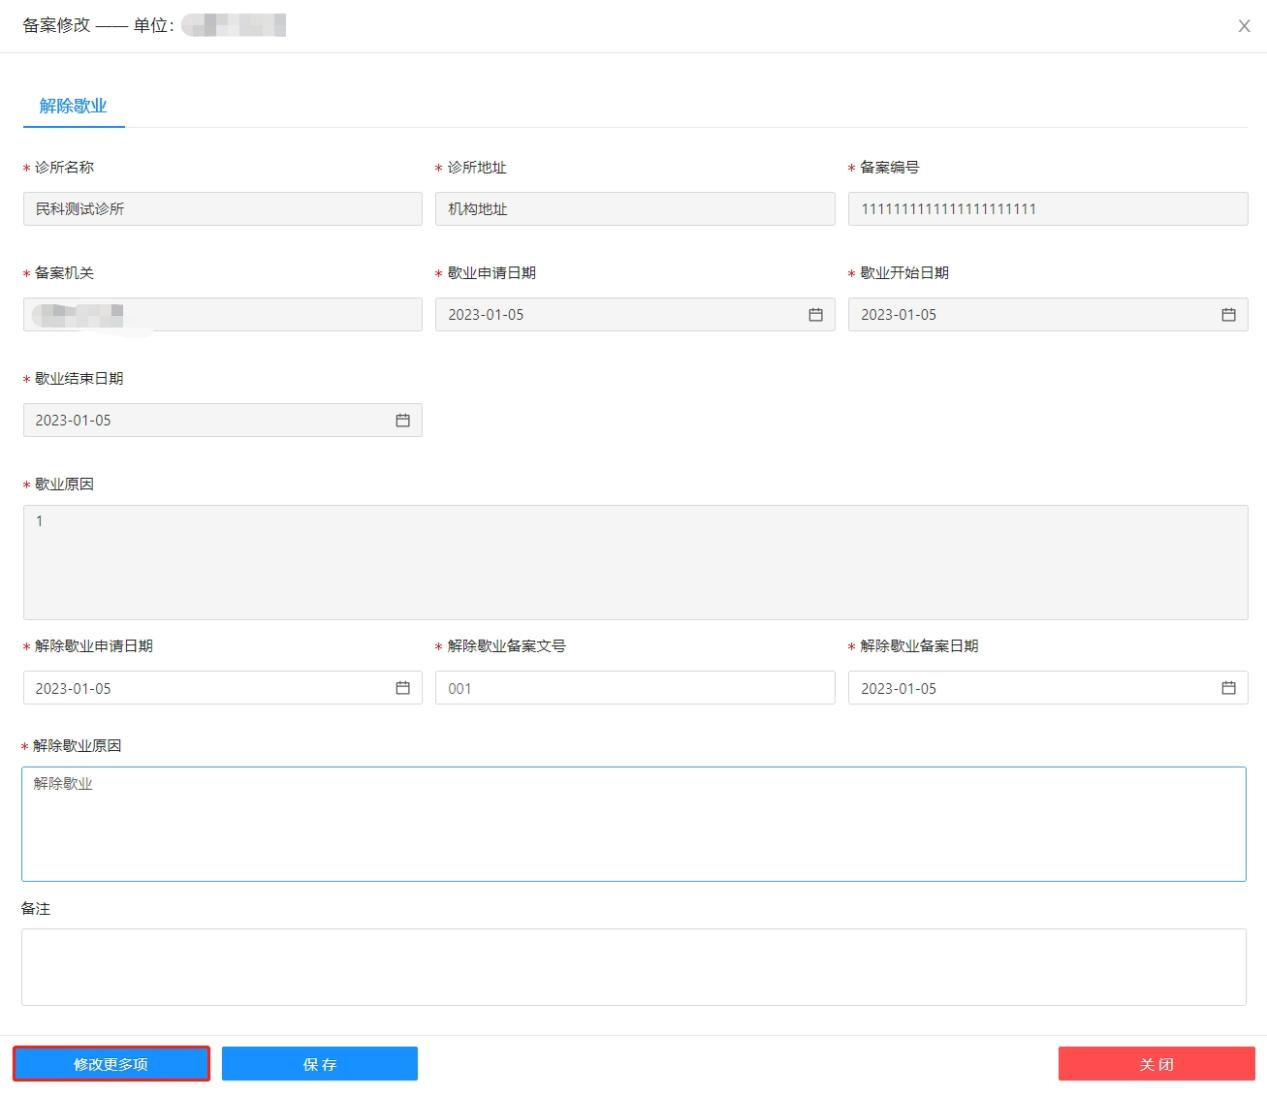 备案修改 —— 单位：
解除歇业
* 诊所名称 * 诊所地址 * 备案编号
民科测试诊所 机构地址 1111111111111111111111
* 备案机关 * 歇业申请日期 * 歇业开始日期
2023-01-05 2023-01-05
* 歇业结束日期
2023-01-05
* 歇业原因
1
* 解除歇业申请日期 * 解除歇业备案文号 * 解除歇业备案日期
2023-01-05 001 2023-01-05
* 解除歇业原因
解除歇业
备注
修改更多项 保 存 关 闭